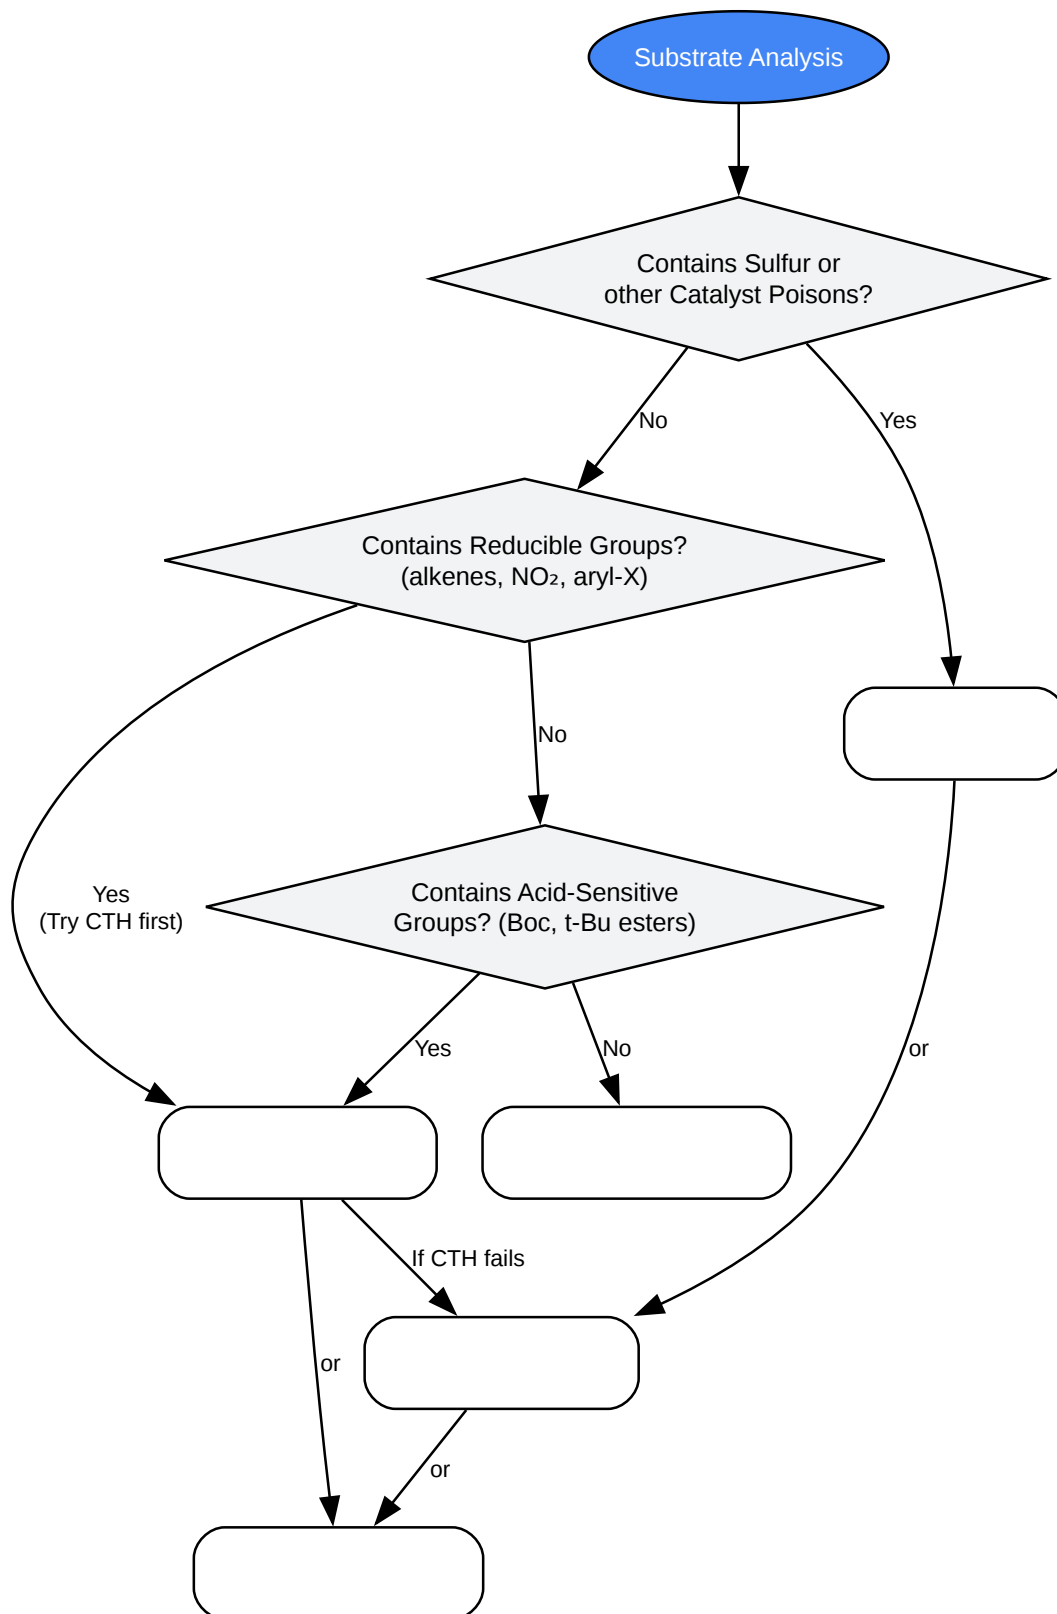 Substrate Analysis
Contains Sulfur or
other Catalyst Poisons?
No
Yes
Contains Reducible Groups?
(alkenes, NO₂, aryl-X)
No
Yes
(Try CTH first)
Contains Acid-Sensitive
Groups? (Boc, t-Bu esters)
Yes
No
or
If CTH fails
or
or